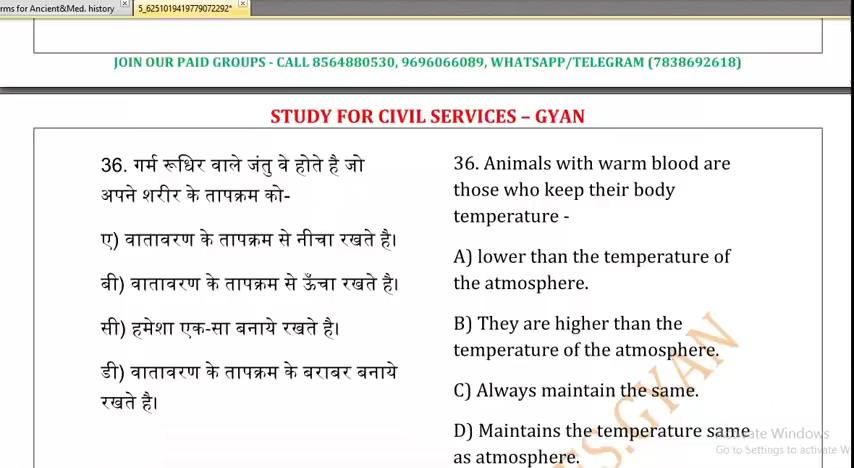 rms for Ancient&Med. history
5_6251019419779072292*
JOIN OUR PAID GROUPS - CALL 8564880530, 9696066089, WHATSAPP/TELEGRAM (7838692618)
STUDY FOR CIVIL SERVICES – GYAN
36. गर्म रूधिर वाले जंतु वे होते है जो
अपने शरीर के तापक्रम को-
ए) वातावरण के तापक्रम से नीचा रखते है।
बी) वातावरण के तापक्रम से ऊँचा रखते है।
सी) हमेशा एक-सा बनाये रखते है।
डी) वातावरण के तापक्रम के बराबर बनाये
रखते है।
36. Animals with warm blood are
those who keep their body
temperature -
A) lower than the temperature of
the atmosphere.
B) They are higher than the
temperature of the atmosphere.
C) Always maintain the same.
D) Maintains the temperature same
as atmosphere.
ES.GYAN
Activate Windows
Go to Settings to activate W